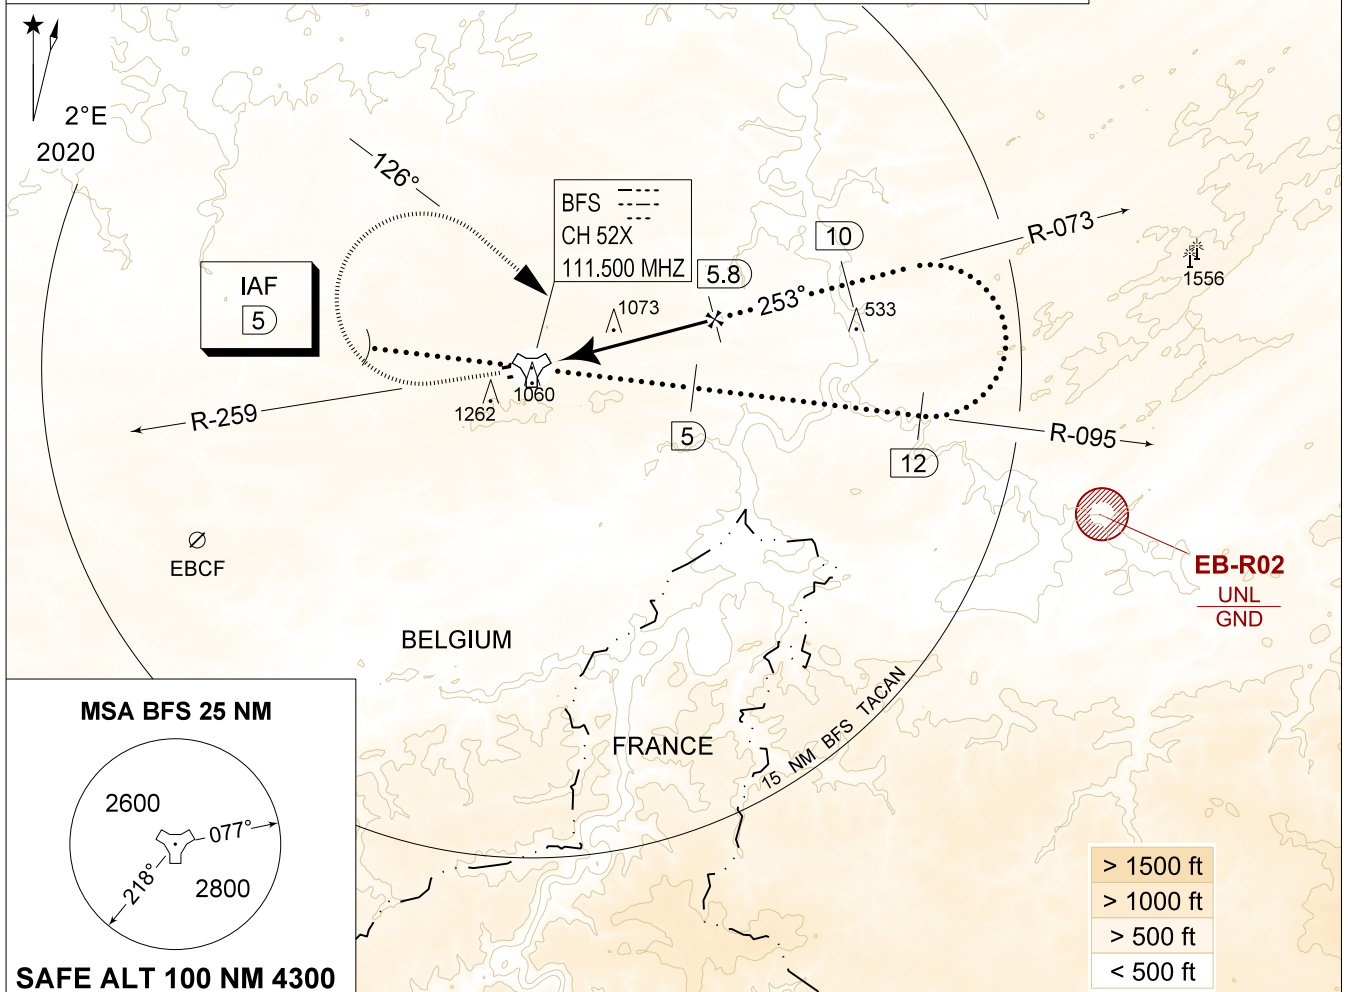 2°E
2020
126°
BFS
CH 52X
111.500 MHZ
IAF
5
5.8
10
R-073
253°
1073
533
1556
1262
1060
R-259
5
12
R-095
EBCF
EB-R02
UNL
GND
BELGIUM
FRANCE
15 NM BFS TACAN
MSA BFS 25 NM
2600
077°
218°
2800
SAFE ALT 100 NM 4300
> 1500 ft
> 1000 ft
> 500 ft
< 500 ft